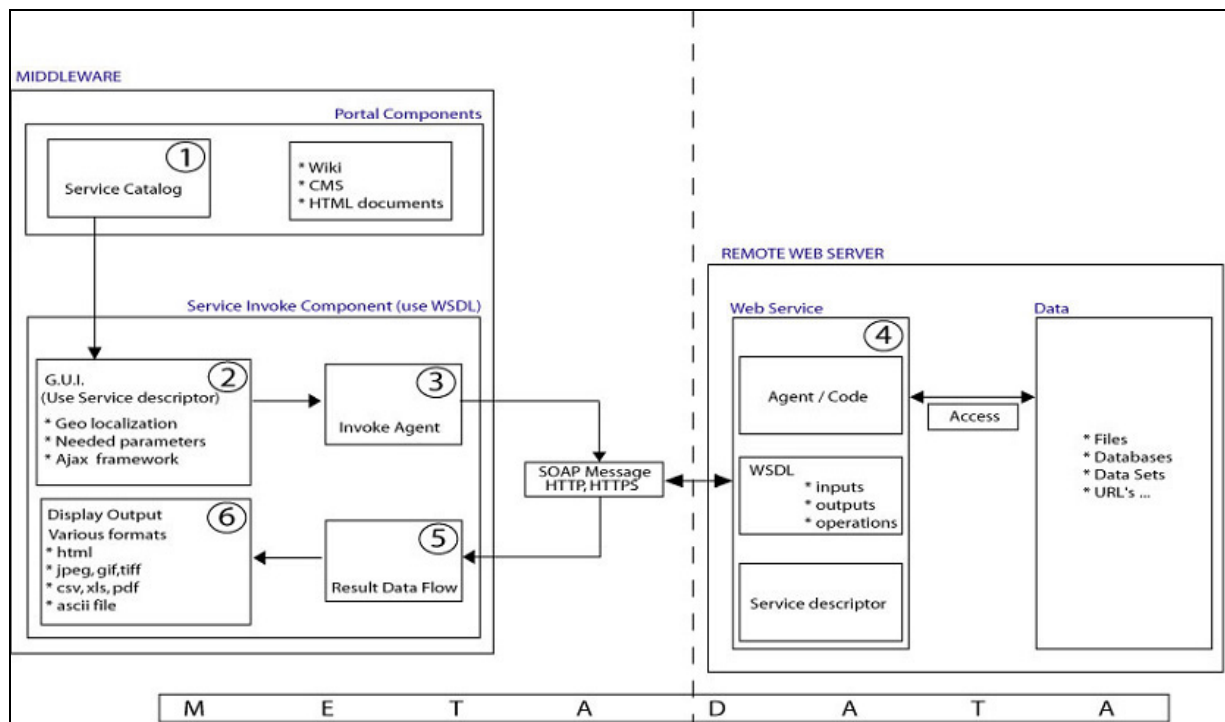 MIDDLEWARE
Portal Components
1
Service Catalog
* Wiki
* CMS
* HTML documents
Service Invoke Component (use WSDL)
2
G.U.I.
(Use Service descriptor)
* Geo localization
* Needed parameters
* Ajax framework
3
Invoke Agent
SOAP Message
HTTP, HTTPS
6
Display Output
Various formats
* html
* jpeg, gif,tiff
* csv, xls, pdf
* ascii file
5
Result Data Flow
REMOTE WEB SERVER
Web Service
4
Agent / Code
WSDL
* inputs
* outputs
* operations
Service descriptor
Access
Data
* Files
* Databases
* Data Sets
* URL's ...
M E T A D A T A